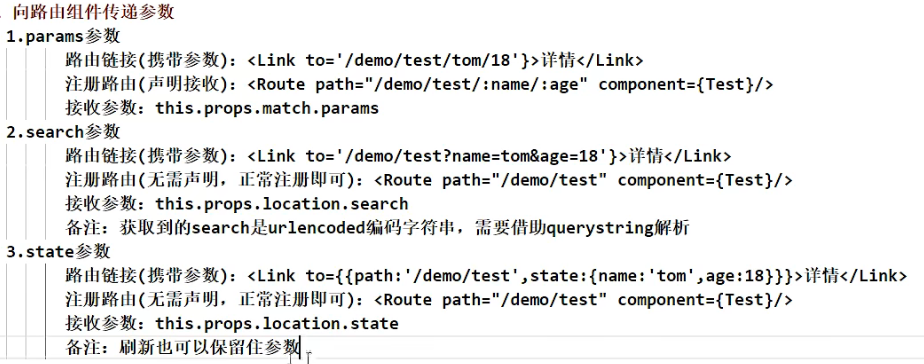 向路由组件传递参数
1.params参数
路由链接(携带参数)：<Link to='/demo/test/tom/18'}>详情</Link>
注册路由(声明接收)：<Route path="/demo/test/:name/:age" component={Test}/>
接收参数：this.props.match.params
2.search参数
路由链接(携带参数)：<Link to='/demo/test?name=tom&age=18'}>详情</Link>
注册路由(无需声明，正常注册即可)：<Route path="/demo/test" component={Test}/>
接收参数：this.props.location.search
备注：获取到的search是urlencoded编码字符串，需要借助querystring解析
3.state参数
路由链接(携带参数)：<Link to={{path:'/demo/test',state:{name:'tom',age:18}}}>详情</Link>
注册路由(无需声明，正常注册即可)：<Route path="/demo/test" component={Test}/>
接收参数：this.props.location.state
备注：刷新也可以保留住参数